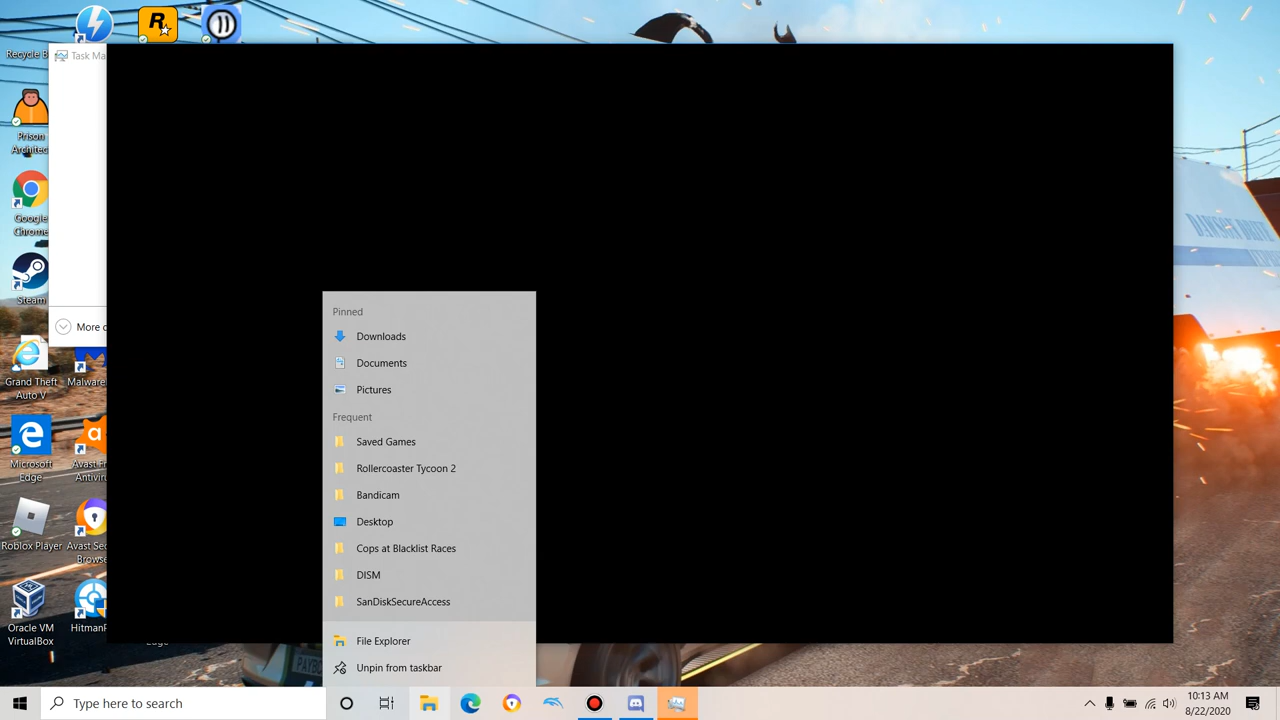 Recycle B
Task Ma
Prison
Architec
Google
Chrome
Steam
More d
Grand Theft
Auto V
Malware
Microsoft
Edge
Avast Fr
Antivir
Roblox Player
Avast Sec
Browse
Oracle VM
VirtualBox
HitmanP
Edge
Pinned
Downloads
Documents
Pictures
Frequent
Saved Games
Rollercoaster Tycoon 2
Bandicam
Desktop
Cops at Blacklist Races
DISM
SanDiskSecureAccess
File Explorer
Unpin from taskbar
Type here to search
10:13 AM
8/22/2020